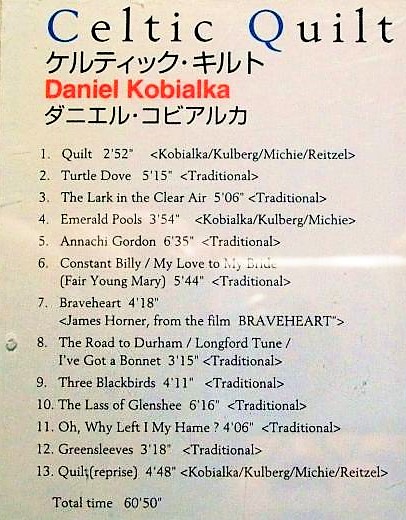 Celtic Quilt
ケルティック・キルト
Daniel Kobialka
ダニエル・コビアルカ
1. Quilt 2'52" <Kobialka/Kulberg/Michie/Reitzel>
2. Turtle Dove 5'15" <Traditional>
3. The Lark in the Clear Air 5'06" <Traditional>
4. Emerald Pools 3'54" <Kobialka/Kulberg/Michie>
5. Annachi Gordon 6'35" <Traditional>
6. Constant Billy / My Love to My Bride
(Fair Young Mary) 5'44" <Traditional>
7. Braveheart 4'18"
<James Horner, from the film BRAVEHEART">
8. The Road to Durham / Longford Tune /
I've Got a Bonnet 3'15" <Traditional>
9. Three Blackbirds 4'11" <Traditional>
10. The Lass of Glenshee 6'16" <Traditional>
11. Oh, Why Left I My Hame ? 4'06" <Traditional>
12. Greensleeves 3'18" <Traditional>
13. Quilt(reprise) 4'48" <Kobialka/Kulberg/Michie/Reitzel>
Total time 60'50"